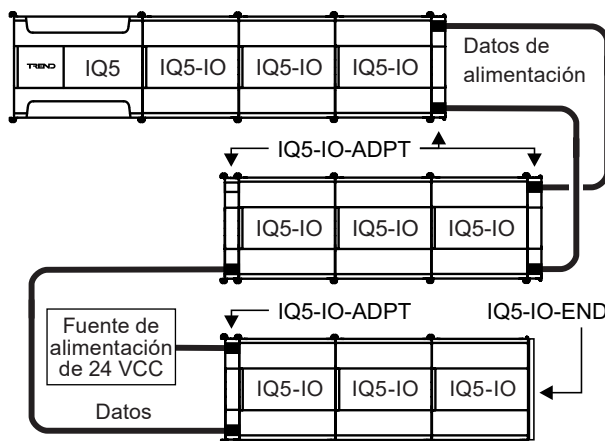 TREND IQ5 IQ5-IO IQ5-IO IQ5-IO
Datos de
alimentación
IQ5-IO-ADPT
IQ5-IO IQ5-IO IQ5-IO
IQ5-IO-ADPT IQ5-IO-END
Fuente de
alimentación
de 24 VCC
IQ5-IO IQ5-IO IQ5-IO
Datos